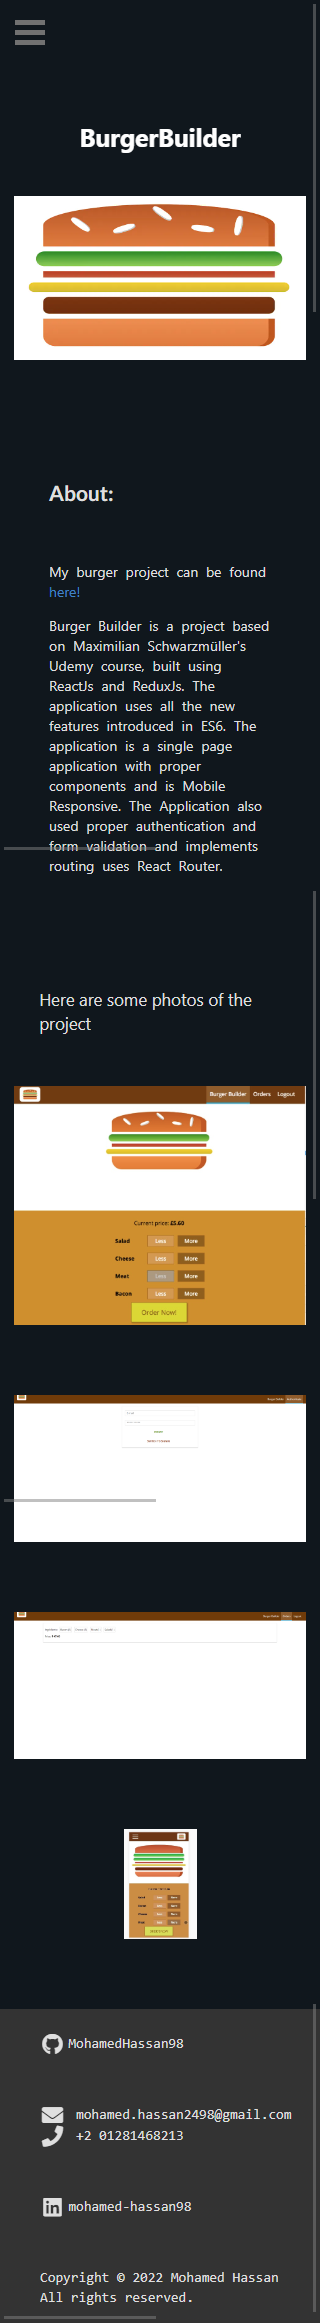 BurgerBuilder
About:
My burger project can be found
here!
Burger Builder is a project based
on Maximilian Schwarzmüller's
Udemy course, built using
ReactJs and ReduxJs. The
application uses all the new
features introduced in ES6. The
application is a single page
application with proper
components and is Mobile
Responsive. The Application also
used proper authentication and
form validation and implements
routing uses React Router.
Here are some photos of the
project
Burger Builder Orders Logout
Current price: £5.60
Salad Less More
Cheese Less More
Meat Less More
Bacon Less More
Order Now!
MohamedHassan98
mohamed.hassan2498@gmail.com
+2 01281468213
mohamed-hassan98
Copyright © 2022 Mohamed Hassan
All rights reserved.